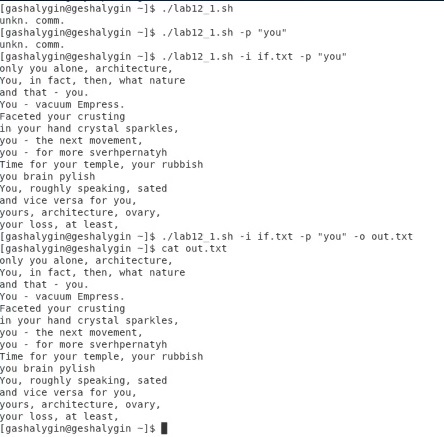 [gashalygin@geshalygin ~]$ ./lab12_1.sh
unkn. comm.
[gashalygin@geshalygin ~]$ ./lab12_1.sh -p "you"
unkn. comm.
[gashalygin@geshalygin ~]$ ./lab12_1.sh -i if.txt -p "you"
only you alone, architecture,
You, in fact, then, what nature
and that - you.
You - vacuum Empress.
Faceted your crusting
in your hand crystal sparkles,
you - the next movement,
you - for more sverhpernatyh
Time for your temple, your rubbish
you brain pylish
You, roughly speaking, sated
and vice versa for you,
yours, architecture, ovary,
your loss, at least,
[gashalygin@geshalygin ~]$ ./lab12_1.sh -i if.txt -p "you" -o out.txt
[gashalygin@geshalygin ~]$ cat out.txt
only you alone, architecture,
You, in fact, then, what nature
and that - you.
You - vacuum Empress.
Faceted your crusting
in your hand crystal sparkles,
you - the next movement,
you - for more sverhpernatyh
Time for your temple, your rubbish
you brain pylish
You, roughly speaking, sated
and vice versa for you,
yours, architecture, ovary,
your loss, at least,
[gashalygin@geshalygin ~]$